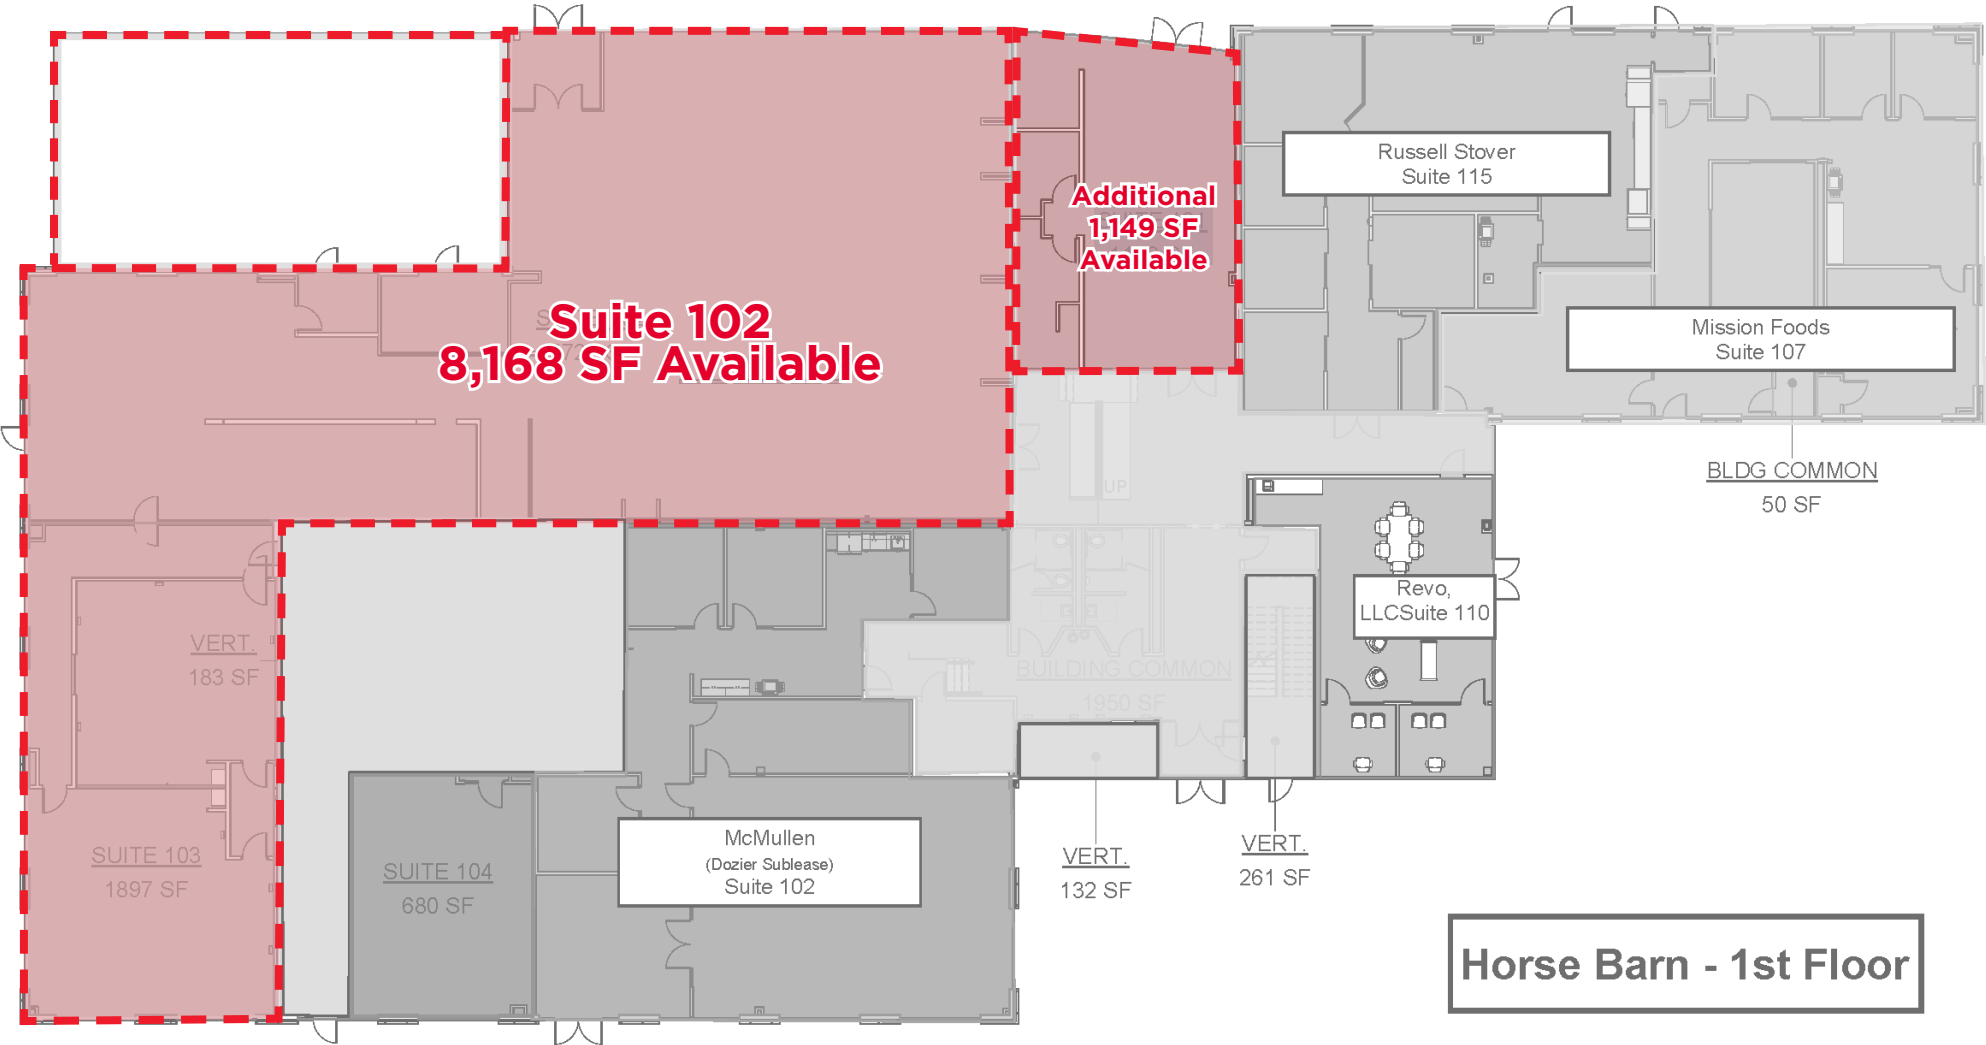 Additional
1,149 SF
Available
Russell Stover
Suite 115
Suite 102
8,168 SF Available
Mission Foods
Suite 107
BLDG COMMON
50 SF
UP
Revo,
LLCSuite 110
VERT.
183 SF
BUILDING COMMON
1950 SF
SUITE 103
1897 SF
SUITE 104
680 SF
McMullen
(Dozier Sublease)
Suite 102
VERT.
132 SF
VERT.
261 SF
Horse Barn - 1st Floor